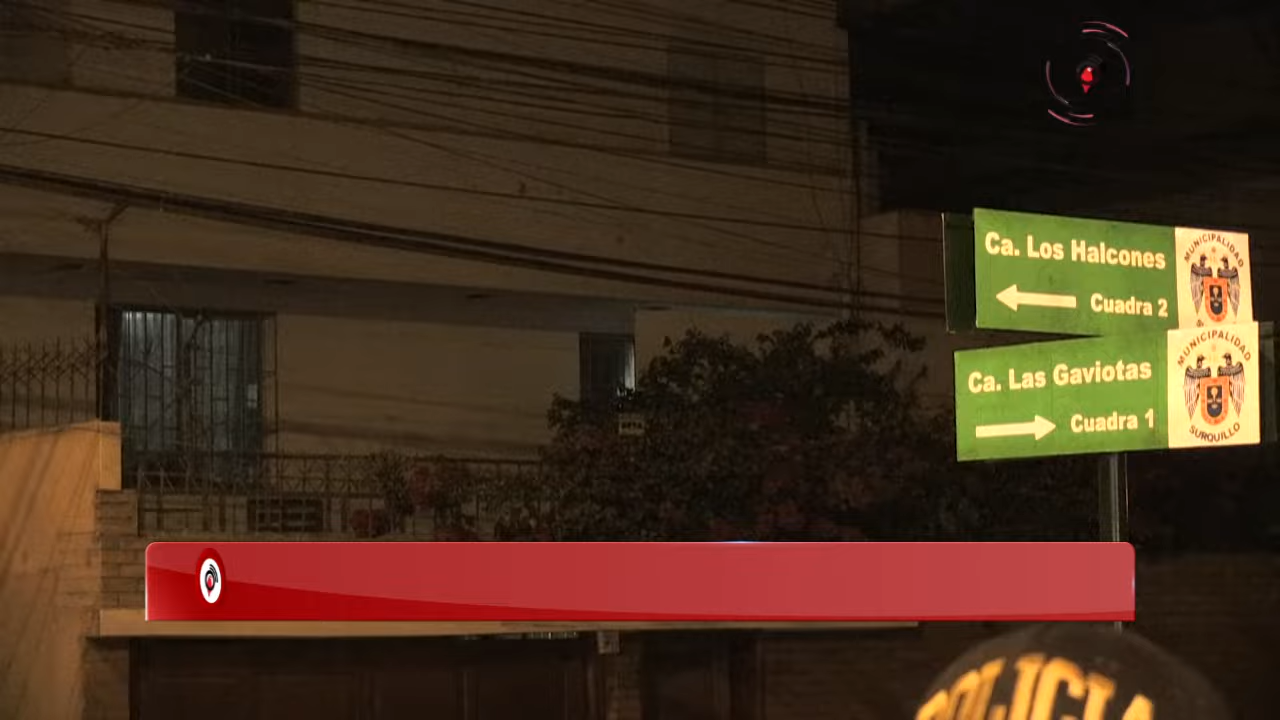 Ca. Los Halcones
Cuadra 2
MUNICIPALIDAD
Ca. Las Gaviotas
Cuadra 1
MUNICIPALIDAD
SURQUILLO
POLICIA